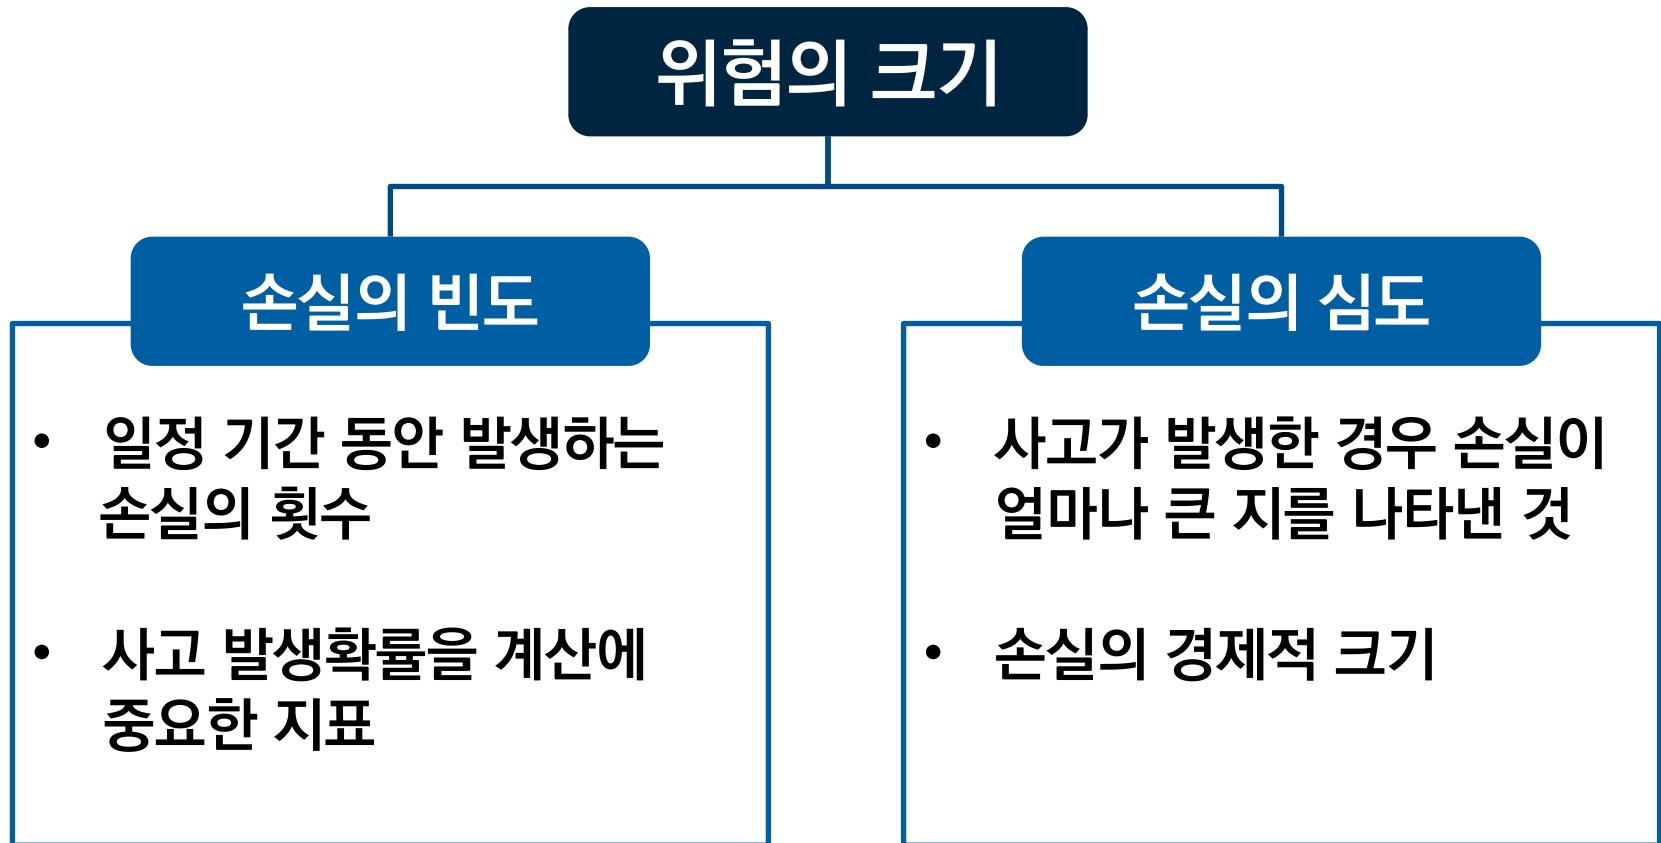 위험의 크기
손실의 빈도
• 일정 기간 동안 발생하는
손실의 횟수
• 사고 발생확률을 계산에
중요한 지표
손실의 심도
• 사고가 발생한 경우 손실이
얼마나 큰 지를 나타낸 것
• 손실의 경제적 크기